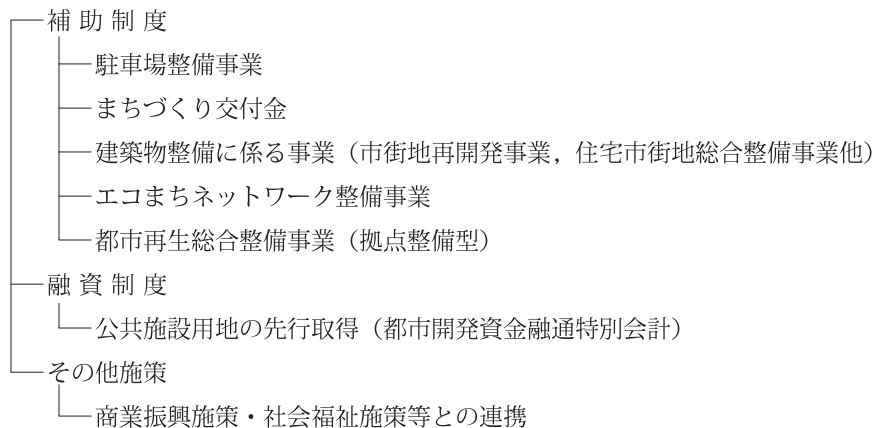 補助制度
駐車場整備事業
まちづくり交付金
建築物整備に係る事業（市街地再開発事業，住宅市街地総合整備事業他）
エコまちネットワーク整備事業
都市再生総合整備事業（拠点整備型）
融資制度
公共施設用地の先行取得（都市開発資金融通特別会計）
その他施策
商業振興施策・社会福祉施策等との連携